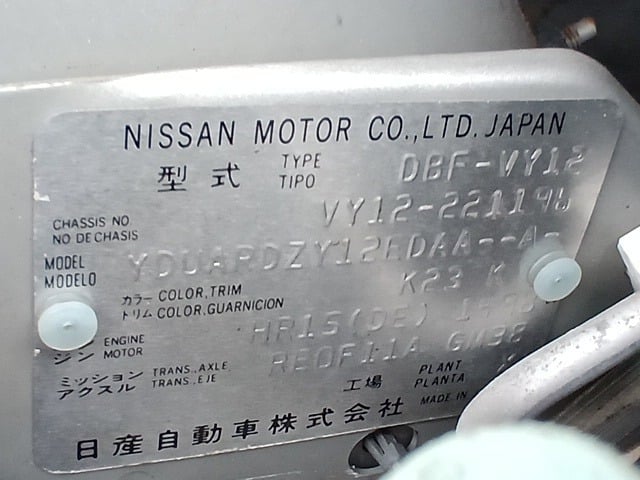 NISSAN MOTOR CO.,LTD. JAPAN
型式 TYPE TIPO DBF-VY12
CHASSIS NO NO DE CHASIS VY12-221196
MODEL MODELO
カラー COLOR,TRIM トリム COLOR,GUARNICION K23 K
ジン ENGINE MOTOR HR15(DE)
ミッション アクスル TRANS.,AXLE TRANS.,EJE RE0F11A GM38
工場 PLANT PLANTA
MADE IN
日産自動車株式会社